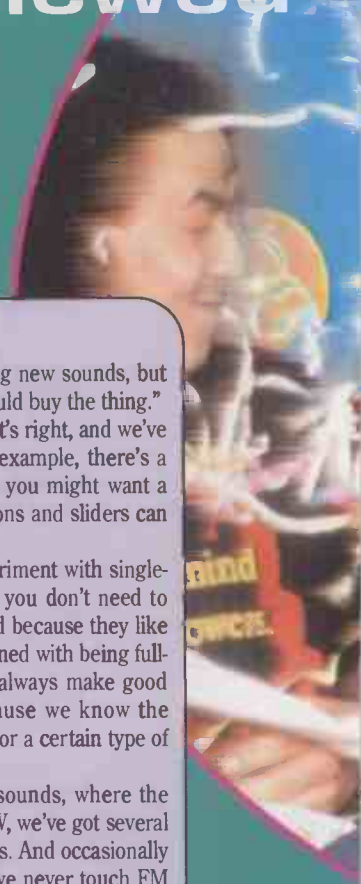 g new sounds, but
uld buy the thing."
t's right, and we've
example, there's a
you might want a
ons and sliders can
riment with single-
you don't need to
d because they like
ned with being full-
always make good
use we know the
or a certain type of
sounds, where the
V, we've got several
s. And occasionally
ve never touch FM
mind